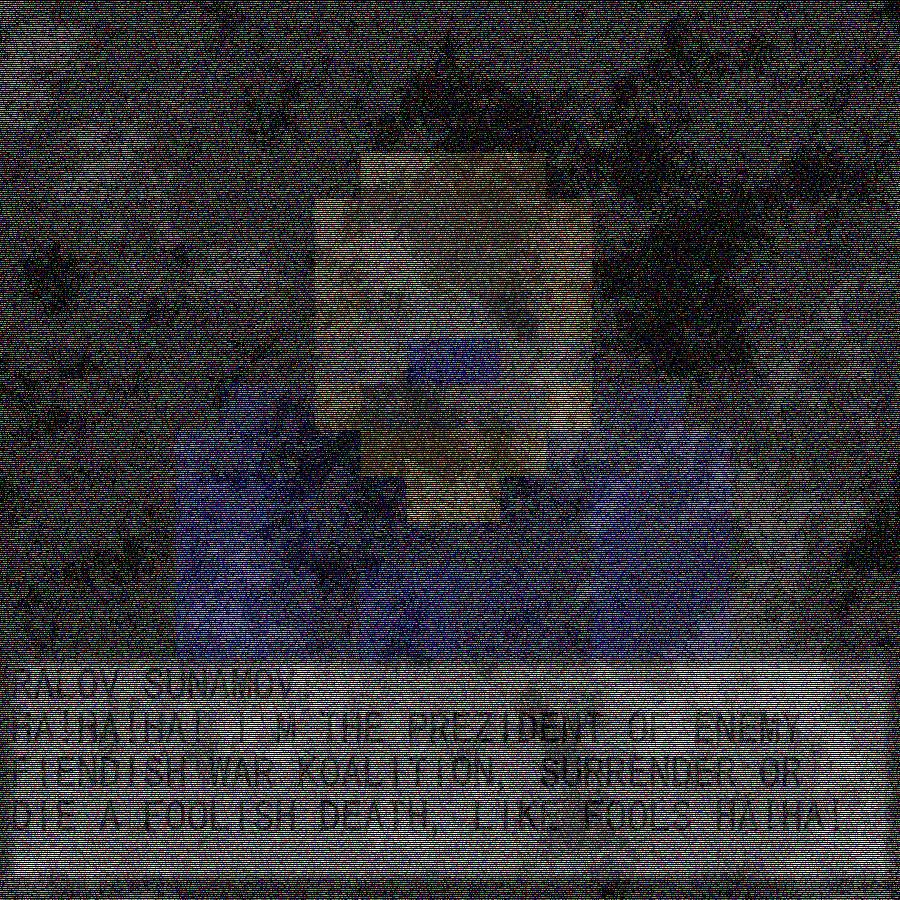 RALOV SUNAMOV.
HA!HA!HA! I'M THE PREZIDENT OF ENEMY
FIENDISH WAR KOALITION, SURRENDER OR
DIE A FOOLISH DEATH, LIKE FOOLS HA!HA!